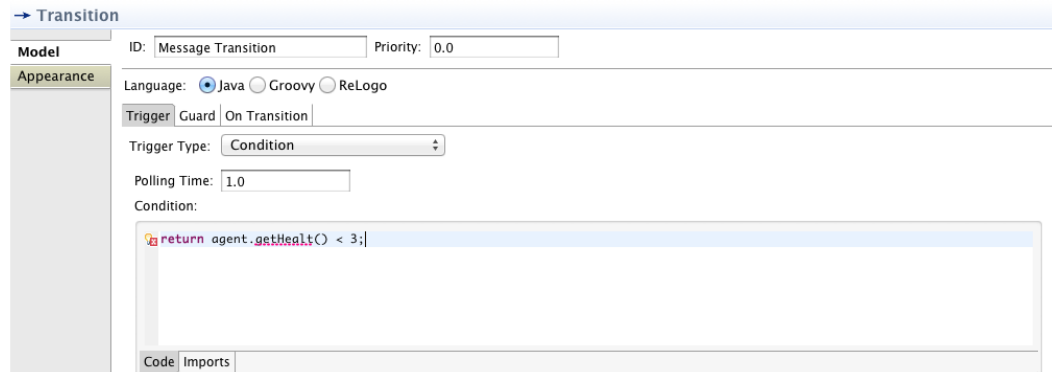 Transition
Model
Appearance
ID: Message Transition Priority: 0.0
Language: Java Groovy ReLogo
Trigger Guard On Transition
Trigger Type: Condition
Polling Time: 1.0
Condition:
return agent.getHealt() < 3;
Code Imports